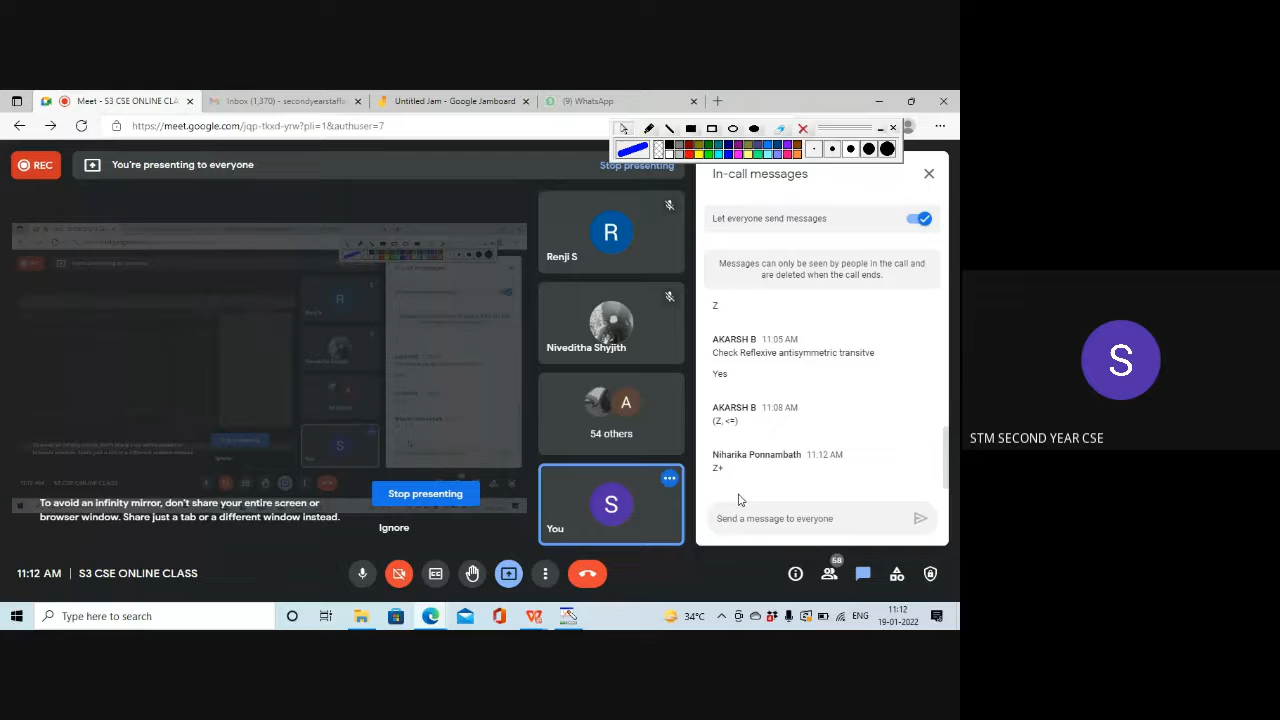 Meet - S3 CSE ONLINE CLA
Inbox (1,370) - secondyearstaff
Untitled Jam - Google Jamboard
(9) WhatsApp
https://meet.google.com/jqp-tkxd-yrw?pli=1&authuser=7
REC
You're presenting to everyone
Stop presenting
In-call messages
Let everyone send messages
Messages can only be seen by people in the call and
are deleted when the call ends.
Z
AKARSH B 11:05 AM
Check Reflexive antisymmetric transitve
Yes
AKARSH B 11:08 AM
(Z, <=)
Niharika Ponnambath 11:12 AM
Z+
Send a message to everyone
R
Renji S
Niveditha Shyjith
A
54 others
S
You
To avoid an infinity mirror, don't share your entire screen or
browser window. Share just a tab or a different window instead.
Stop presenting
Ignore
11:12 AM | S3 CSE ONLINE CLASS
58
Type here to search
34°C
ENG
11:12
19-01-2022
S
STM SECOND YEAR CSE